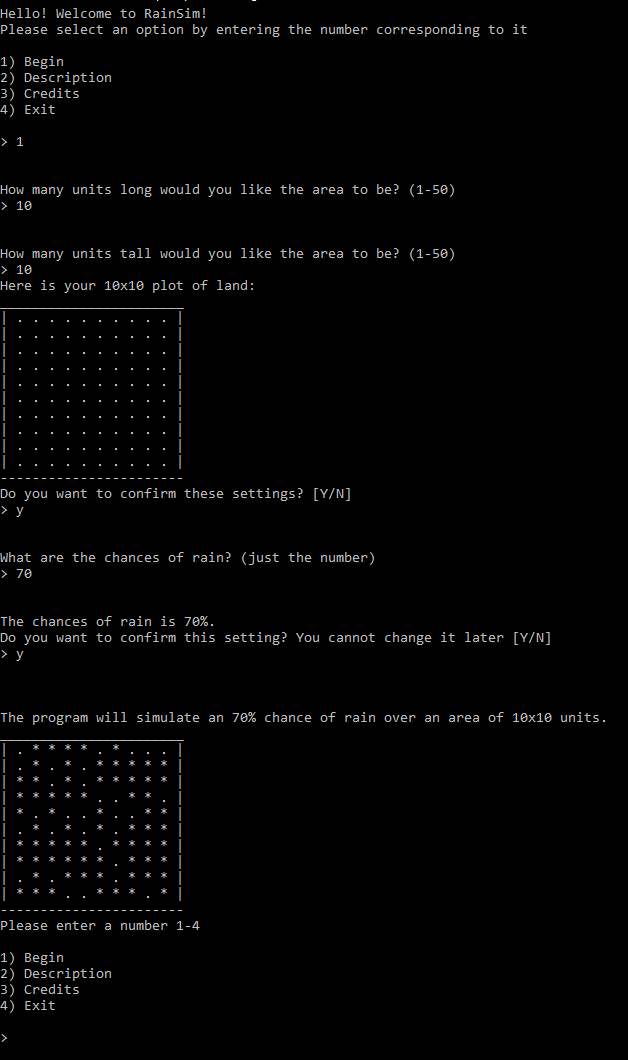 Hello! Welcome to RainSim!
Please select an option by entering the number corresponding to it
1) Begin
2) Description
3) Credits
4) Exit
> 1
How many units long would you like the area to be? (1-50)
> 10
How many units tall would you like the area to be? (1-50)
> 10
Here is your 10x10 plot of land:
_______________________
| . . . . . . . . . . |
| . . . . . . . . . . |
| . . . . . . . . . . |
| . . . . . . . . . . |
| . . . . . . . . . . |
| . . . . . . . . . . |
| . . . . . . . . . . |
| . . . . . . . . . . |
| . . . . . . . . . . |
| . . . . . . . . . . |
-----------------------
Do you want to confirm these settings? [Y/N]
> y
What are the chances of rain? (just the number)
> 70
The chances of rain is 70%.
Do you want to confirm this setting? You cannot change it later [Y/N]
> y
The program will simulate an 70% chance of rain over an area of 10x10 units.
_______________________
| . * * * * . * . . . |
| . * . * . * * * * * |
| * * . * . * * * * * |
| * * * * * . . * * . |
| * . * . . * . . * * |
| . * . * . * . * * * |
| * * * * * . * * * * |
| * * * * * * . * * * |
| . * . * * * . * * * |
| * * * . . * * * . * |
-----------------------
Please enter a number 1-4
1) Begin
2) Description
3) Credits
4) Exit
>